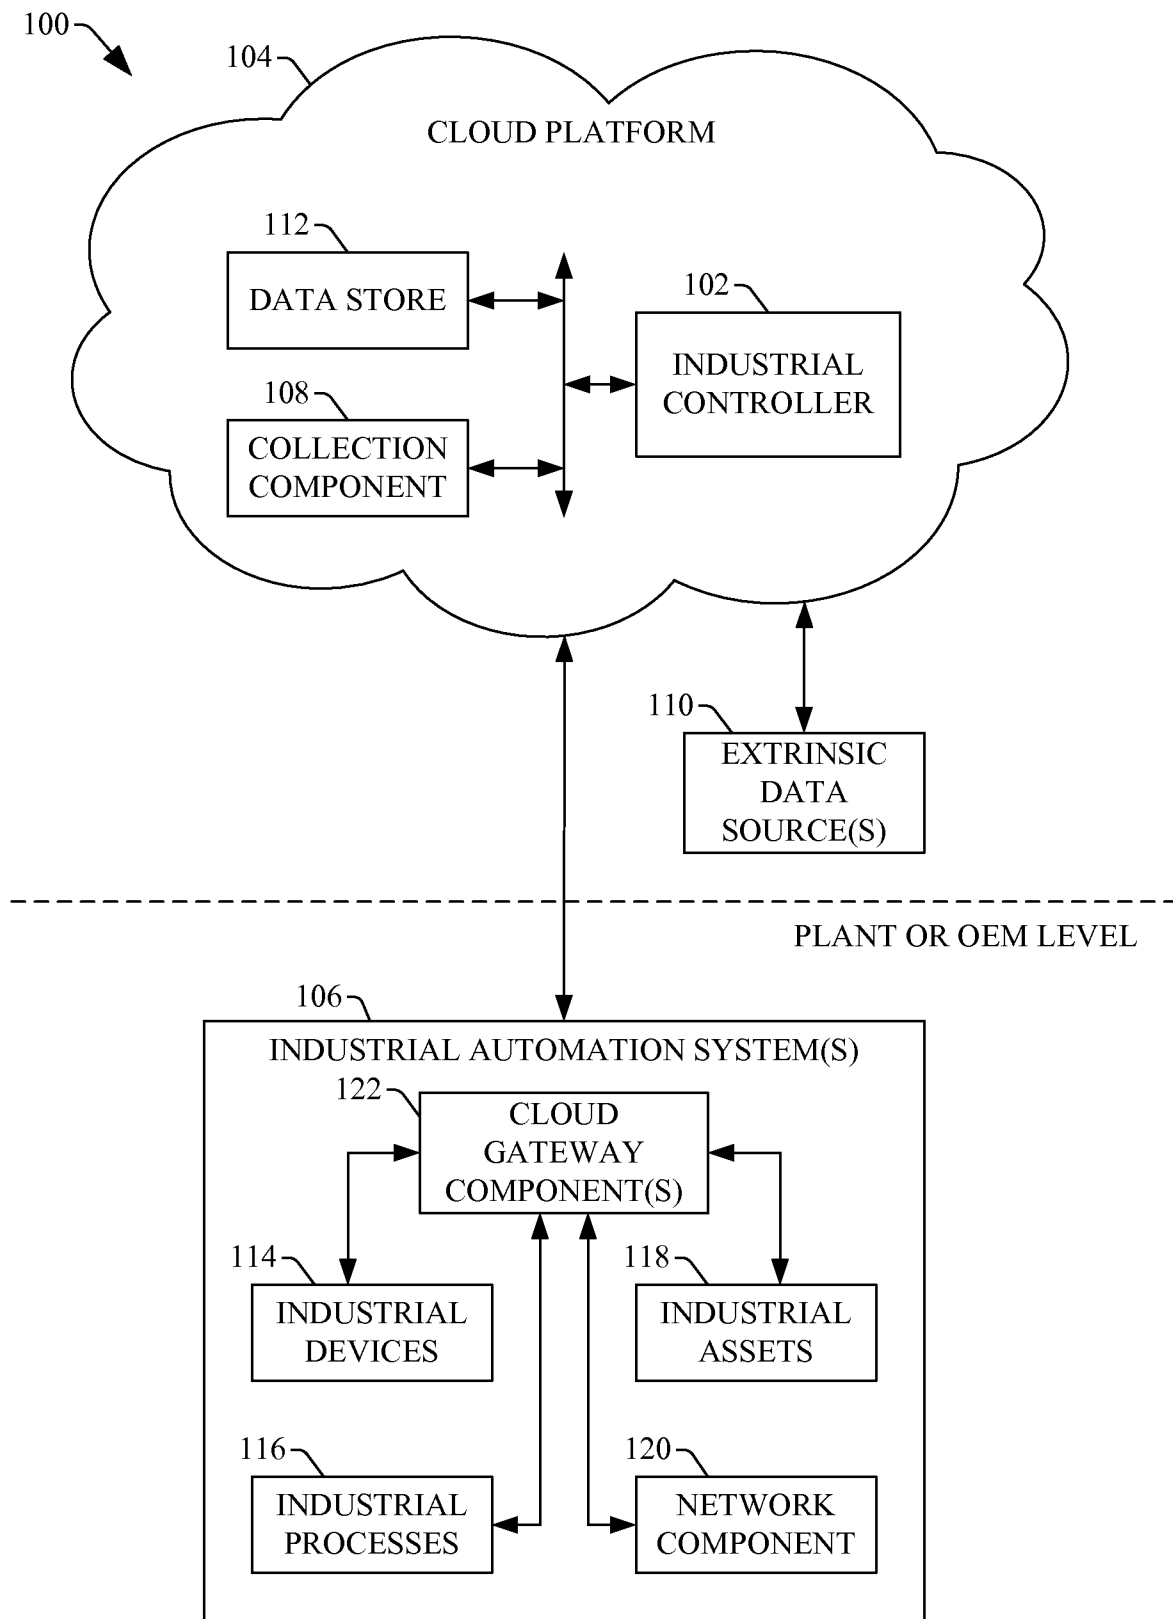 100
104
CLOUD PLATFORM
112
DATA STORE
102
INDUSTRIAL
CONTROLLER
108
COLLECTION
COMPONENT
110
EXTRINSIC
DATA
SOURCE(S)
PLANT OR OEM LEVEL
106
INDUSTRIAL AUTOMATION SYSTEM(S)
122
CLOUD
GATEWAY
COMPONENT(S)
114
INDUSTRIAL
DEVICES
118
INDUSTRIAL
ASSETS
116
INDUSTRIAL
PROCESSES
120
NETWORK
COMPONENT